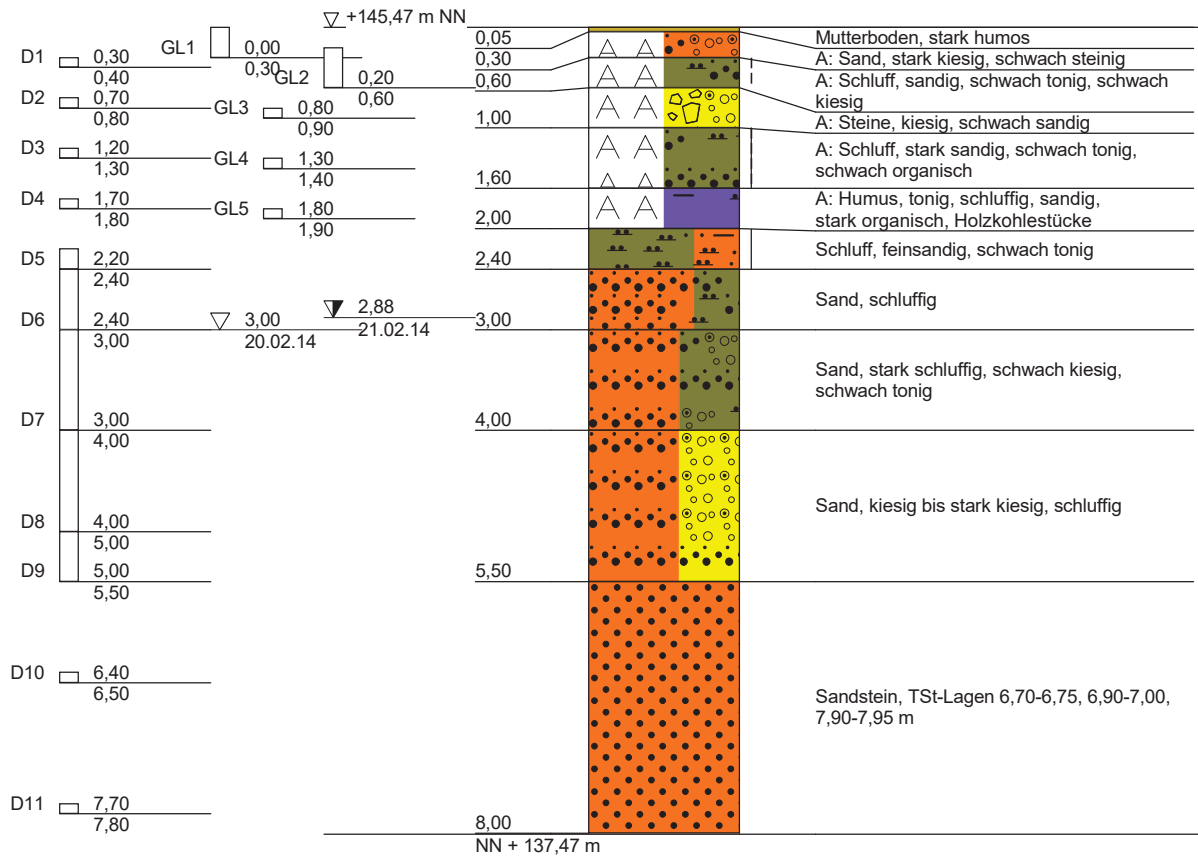 +145,47 m NN
GL1
0,00
0,30
GL2
0,20
0,60
D1
0,30
0,40
D2
0,70
0,80
GL3
0,80
0,90
D3
1,20
1,30
GL4
1,30
1,40
D4
1,70
1,80
GL5
1,80
1,90
D5
2,20
2,40
D6
2,40
3,00
3,00
20.02.14
2,88
21.02.14
D7
3,00
4,00
D8
4,00
5,00
D9
5,00
5,50
D10
6,40
6,50
D11
7,70
7,80
0,05
0,30
0,60
1,00
1,60
2,00
2,40
3,00
4,00
5,50
8,00
NN + 137,47 m
A A
A A
A A
A A
A A
A A
Mutterboden, stark humos
A: Sand, stark kiesig, schwach steinig
A: Schluff, sandig, schwach tonig, schwach
kiesig
A: Steine, kiesig, schwach sandig
A: Schluff, stark sandig, schwach tonig,
schwach organisch
A: Humus, tonig, schluffig, sandig,
stark organisch, Holzkohlestücke
Schluff, feinsandig, schwach tonig
Sand, schluffig
Sand, stark schluffig, schwach kiesig,
schwach tonig
Sand, kiesig bis stark kiesig, schluffig
Sandstein, TSt-Lagen 6,70-6,75, 6,90-7,00,
7,90-7,95 m